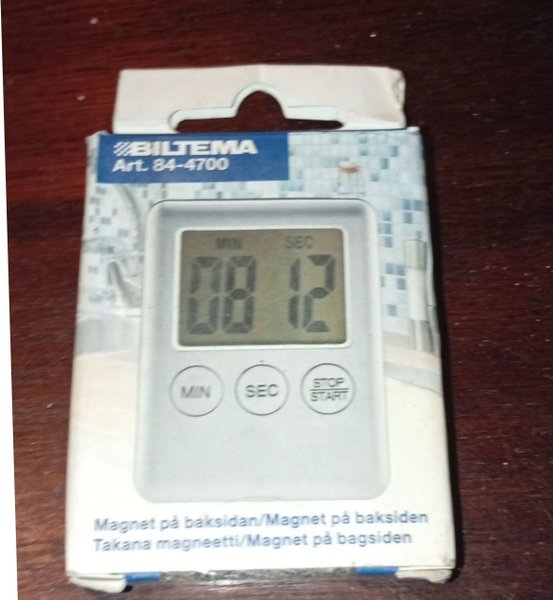 BILTEMA
Art. 84-4700
MIN SEC
08 12
MIN SEC STOP
START
Magnet på baksidan/Magnet på baksiden
Takana magneetti/Magnet på bagsiden